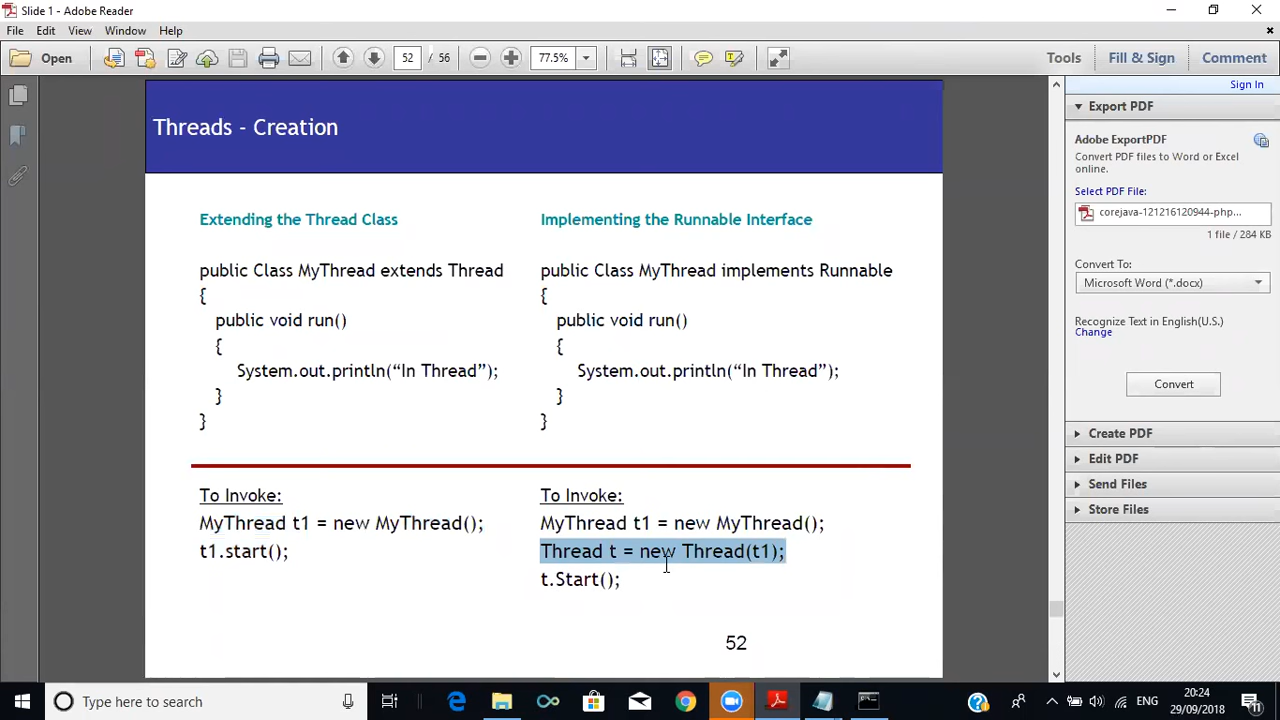 Slide 1 - Adobe Reader
File Edit View Window Help
Open 52 / 56 77.5% Tools Fill & Sign Comment
Sign In
Threads - Creation
Extending the Thread Class
public Class MyThread extends Thread
{
public void run()
{
System.out.println(“In Thread”);
}
}
Implementing the Runnable Interface
public Class MyThread implements Runnable
{
public void run()
{
System.out.println(“In Thread”);
}
}
To Invoke:
MyThread t1 = new MyThread();
t1.start();
To Invoke:
MyThread t1 = new MyThread();
Thread t = new Thread(t1);
t.Start();
52
Export PDF
Adobe ExportPDF
Convert PDF files to Word or Excel
online.
Select PDF File:
corejava-121216120944-php...
1 file / 284 KB
Convert To:
Microsoft Word (*.docx)
Recognize Text in English(U.S.)
Change
Convert
Create PDF
Edit PDF
Send Files
Store Files
Type here to search
ENG
20:24
29/09/2018
11